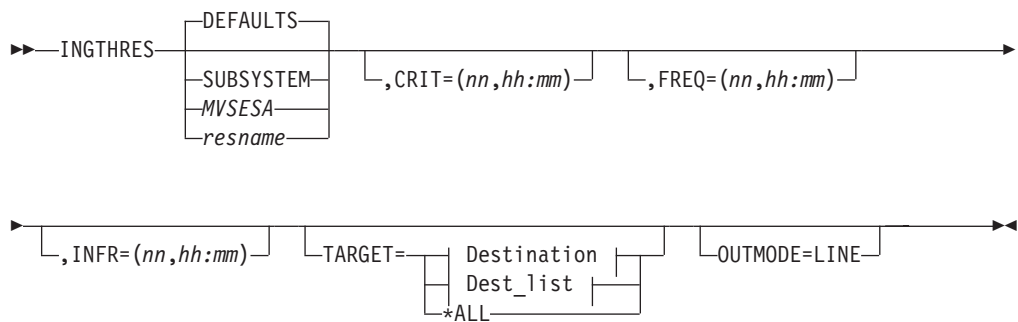 DEFAULTS
INGTHRES
SUBSYSTEM
MVSESA
resname
,CRIT=(nn,hh:mm)
,FREQ=(nn,hh:mm)
,INFR=(nn,hh:mm)
TARGET=
Destination
Dest_list
*ALL
OUTMODE=LINE